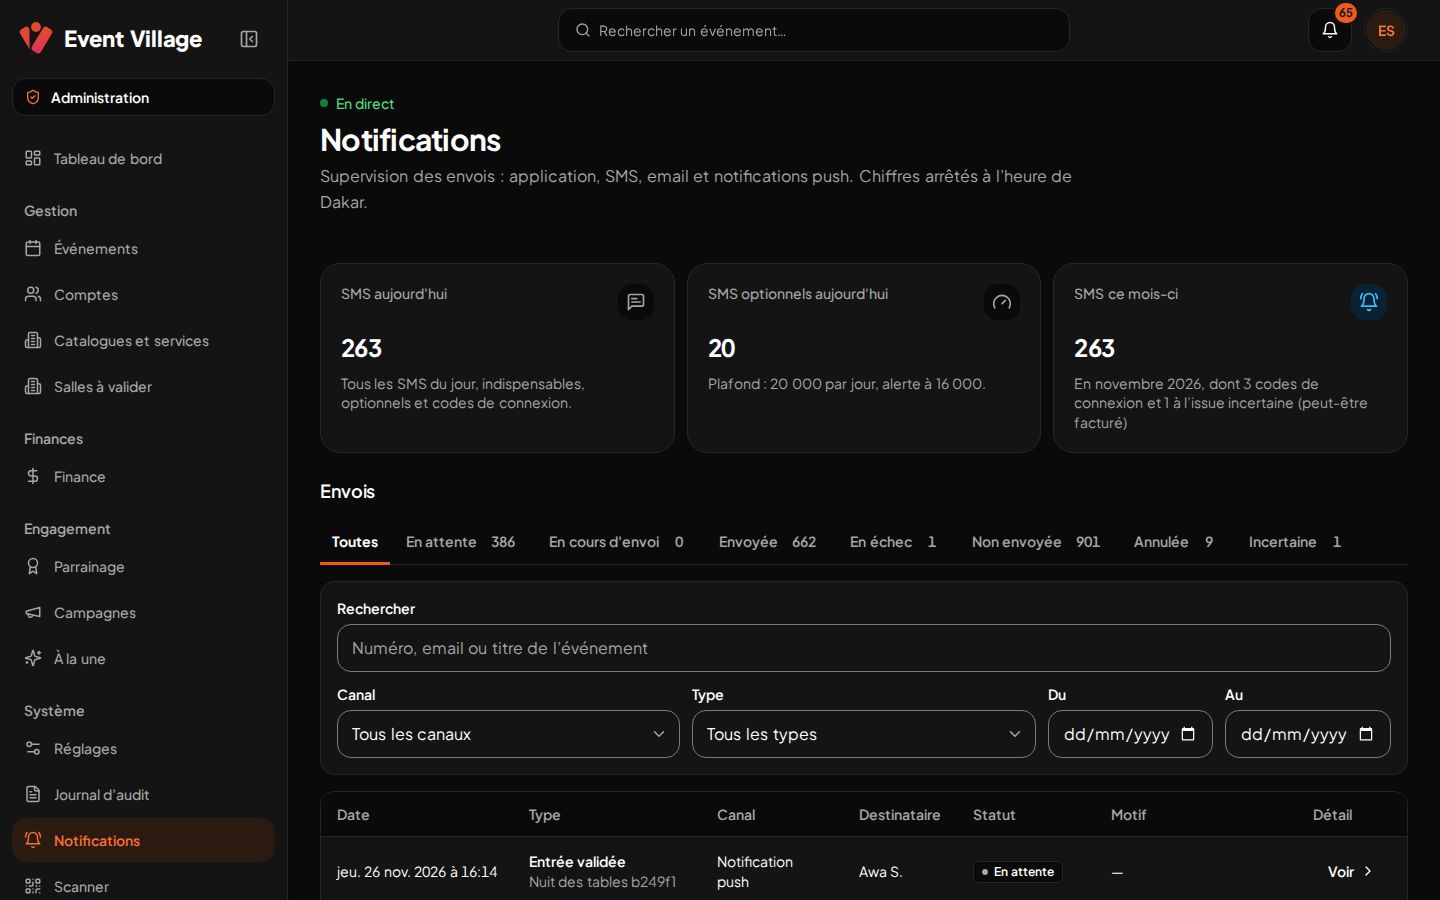 Event Village
Rechercher un événement...
65
ES
Administration
Tableau de bord
Gestion
Événements
Comptes
Catalogues et services
Salles à valider
Finances
Finance
Engagement
Parrainage
Campagnes
À la une
Système
Réglages
Journal d'audit
Notifications
Scanner
En direct
Notifications
Supervision des envois : application, SMS, email et notifications push. Chiffres arrêtés à l'heure de
Dakar.
SMS aujourd'hui
263
Tous les SMS du jour, indispensables,
optionnels et codes de connexion.
SMS optionnels aujourd'hui
20
Plafond : 20 000 par jour, alerte à 16 000.
SMS ce mois-ci
263
En novembre 2026, dont 3 codes de
connexion et 1 à l'issue incertaine (peut-être
facturé)
Envois
Toutes En attente 386 En cours d'envoi 0 Envoyée 662 En échec 1 Non envoyée 901 Annulée 9 Incertaine 1
Rechercher
Numéro, email ou titre de l'événement
Canal Type Du Au
Tous les canaux Tous les types dd/mm/yyyy dd/mm/yyyy
Date Type Canal Destinataire Statut Motif Détail
jeu. 26 nov. 2026 à 16:14 Entrée validée Notification push Awa S. En attente — Voir
Nuit des tables b249f1